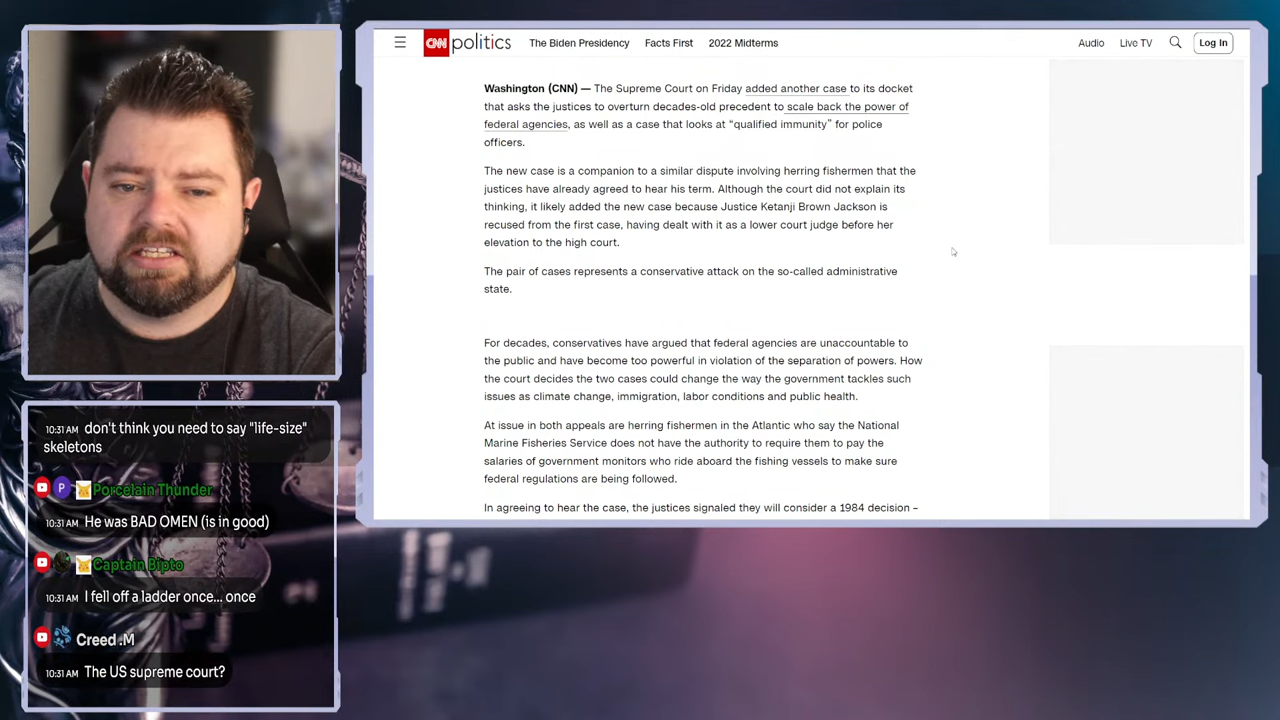 CNN politics
The Biden Presidency
Facts First
2022 Midterms
Audio
Live TV
Log In
Washington (CNN) — The Supreme Court on Friday added another case to its docket
that asks the justices to overturn decades-old precedent to scale back the power of
federal agencies, as well as a case that looks at “qualified immunity” for police
officers.
The new case is a companion to a similar dispute involving herring fishermen that the
justices have already agreed to hear his term. Although the court did not explain its
thinking, it likely added the new case because Justice Ketanji Brown Jackson is
recused from the first case, having dealt with it as a lower court judge before her
elevation to the high court.
The pair of cases represents a conservative attack on the so-called administrative
state.
For decades, conservatives have argued that federal agencies are unaccountable to
the public and have become too powerful in violation of the separation of powers. How
the court decides the two cases could change the way the government tackles such
issues as climate change, immigration, labor conditions and public health.
At issue in both appeals are herring fishermen in the Atlantic who say the National
Marine Fisheries Service does not have the authority to require them to pay the
salaries of government monitors who ride aboard the fishing vessels to make sure
federal regulations are being followed.
In agreeing to hear the case, the justices signaled they will consider a 1984 decision –
10:31 AM don't think you need to say "life-size"
skeletons
P Porcelain Thunder
10:31 AM He was BAD OMEN (is in good)
Captain Bipto
10:31 AM I fell off a ladder once... once
Creed .M
10:31 AM The US supreme court?